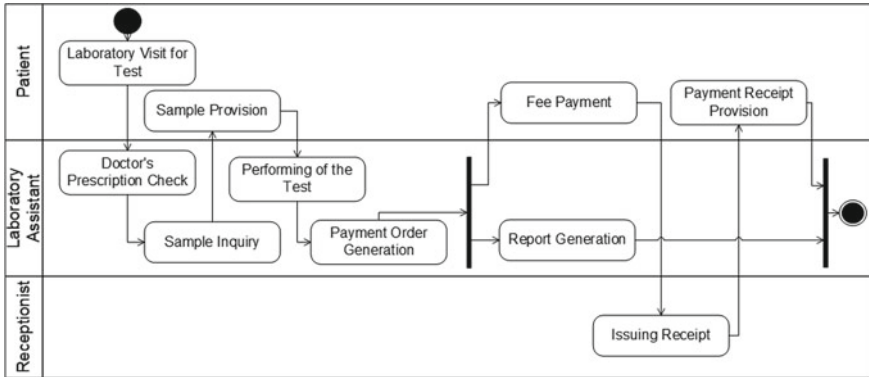 Patient
Laboratory Visit for
Test
Sample Provision
Fee Payment
Payment Receipt
Provision
Laboratory
Assistant
Doctor's
Prescription Check
Performing of the
Test
Sample Inquiry
Payment Order
Generation
Report Generation
Receptionist
Issuing Receipt